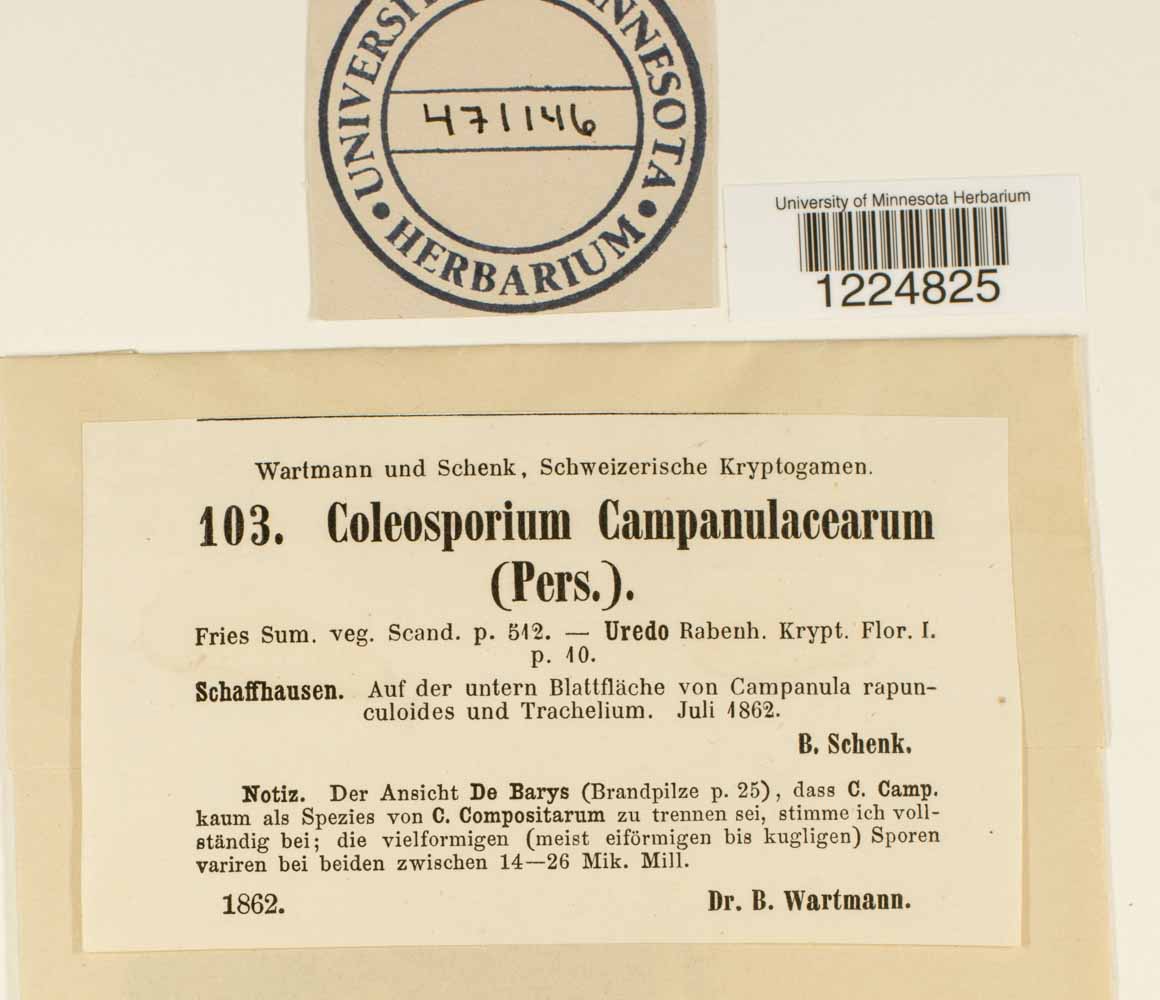 UNIVERSI NNESOTA
471146
• HERBARIUM •
University of Minnesota Herbarium
1224825
Wartmann und Schenk, Schweizerische Kryptogamen.
103. Coleosporium Campanulacearum
(Pers.).
Fries Sum. veg. Scand. p. 512. — Uredo Rabenh. Krypt. Flor. I.
p. 10.
Schaffhausen. Auf der untern Blattfläche von Campanula rapun-
culoides und Trachelium. Juli 1862.
B. Schenk.
Notiz. Der Ansicht De Barys (Brandpilze p. 25), dass C. Camp.
kaum als Spezies von C. Compositarum zu trennen sei, stimme ich voll-
ständig bei; die vielformigen (meist eiförmigen bis kugligen) Sporen
variren bei beiden zwischen 14—26 Mik. Mill.
1862. Dr. B. Wartmann.